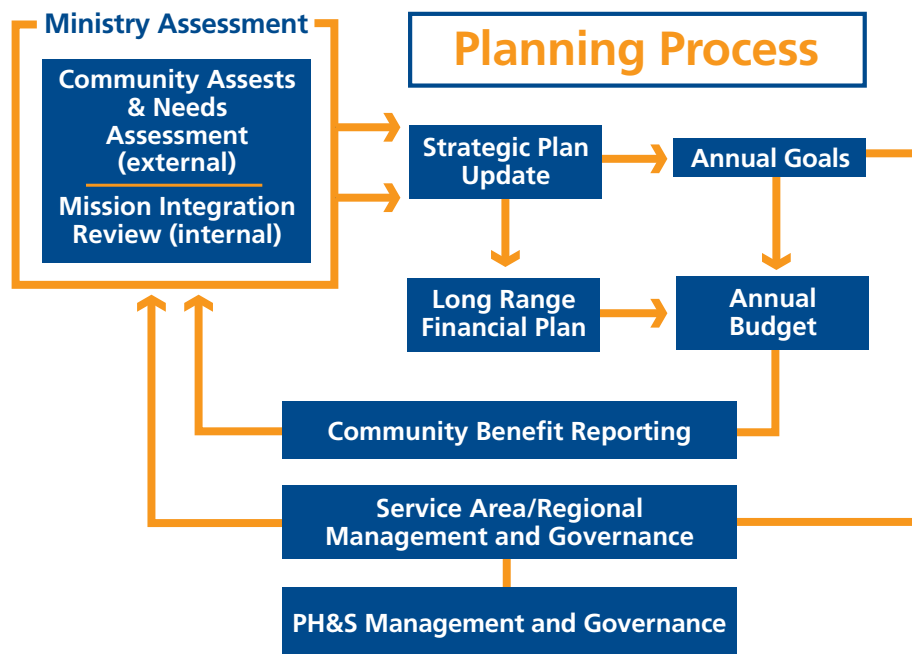 Ministry Assessment
Planning Process
Community Assests
& Needs
Assessment
(external)
Mission Integration
Review (internal)
Strategic Plan
Update
Annual Goals
Long Range
Financial Plan
Annual
Budget
Community Benefit Reporting
Service Area/Regional
Management and Governance
PH&S Management and Governance